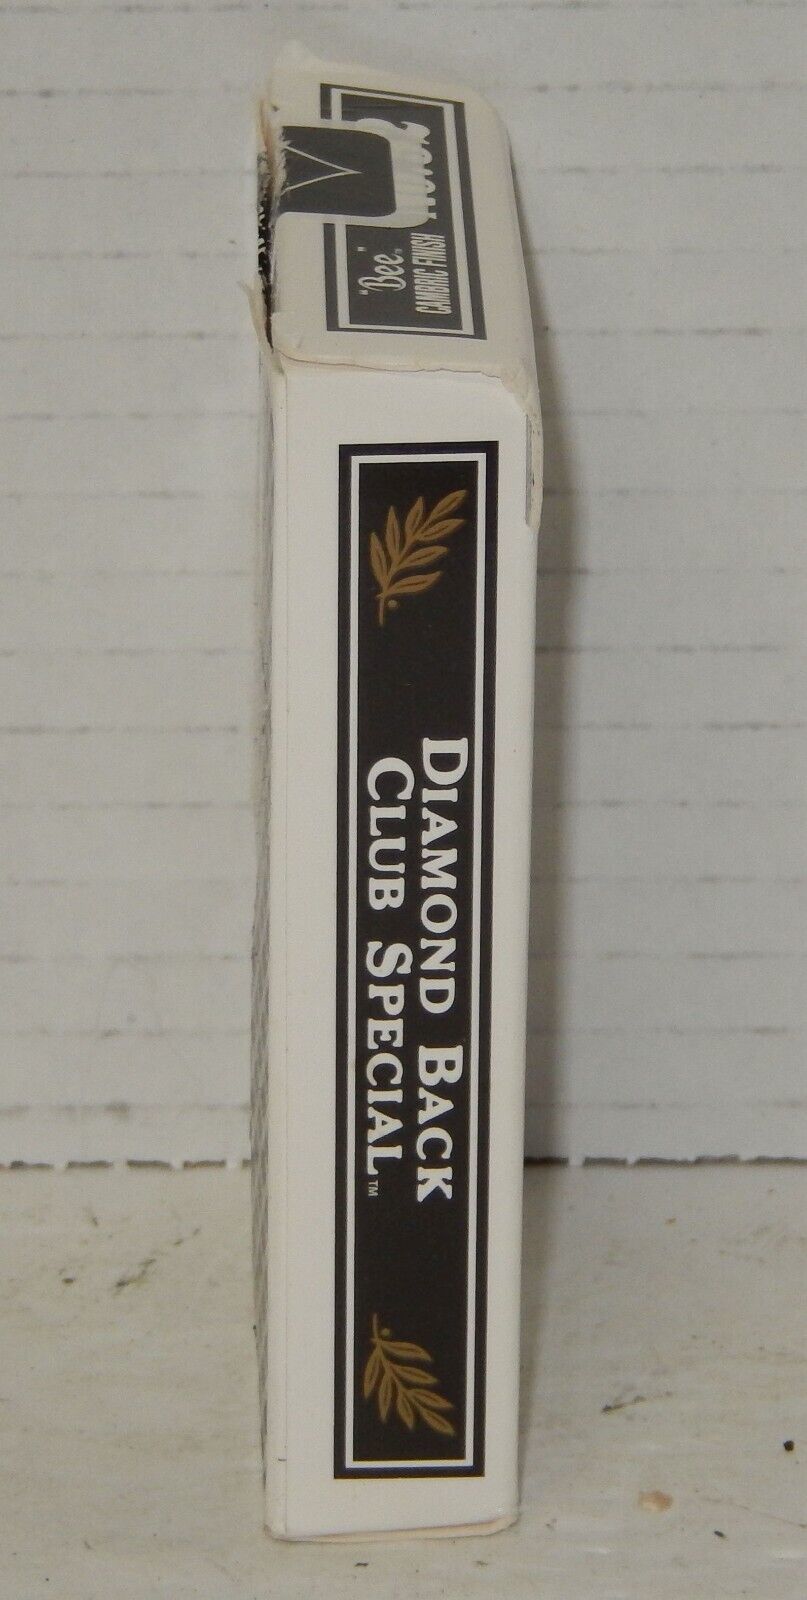 "Bee"®
CAMBRIC FINISH
DIAMOND BACK
CLUB SPECIAL™